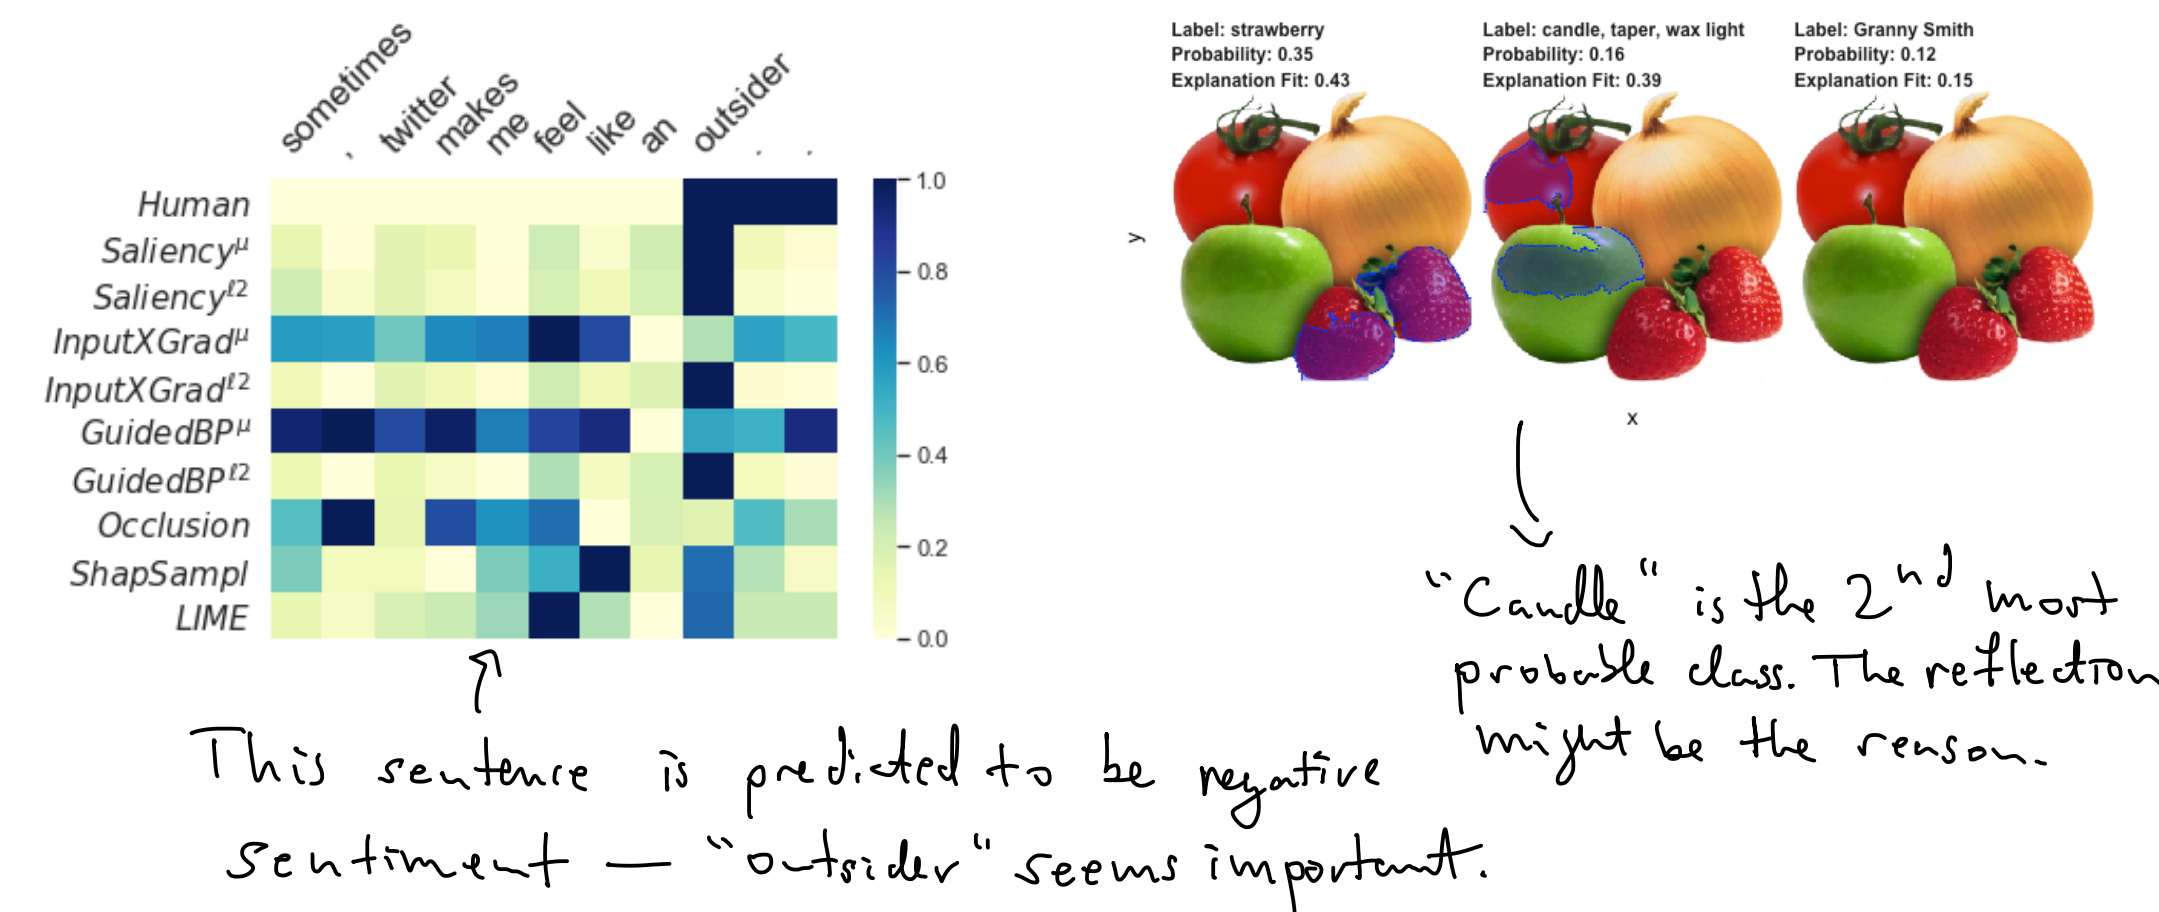 sometimes
,
twitter
makes
me
feel
like
an
outsider
.
.
Human
Saliency^μ
Saliency^ℓ2
InputXGrad^μ
InputXGrad^ℓ2
GuidedBP^μ
GuidedBP^ℓ2
Occlusion
ShapSampl
LIME
1.0
0.8
0.6
0.4
0.2
0.0
This sentence is predicted to be negative
sentiment — "outsider" seems important.
Label: strawberry
Probability: 0.35
Explanation Fit: 0.43
Label: candle, taper, wax light
Probability: 0.16
Explanation Fit: 0.39
Label: Granny Smith
Probability: 0.12
Explanation Fit: 0.15
y
x
"Candle" is the 2nd most
probable class. The reflection
might be the reason.